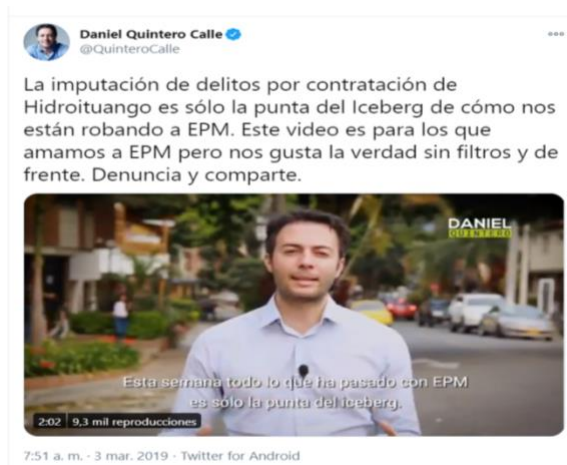 Daniel Quintero Calle
@QuinteroCalle
La imputación de delitos por contratación de
Hidroituango es sólo la punta del Iceberg de cómo nos
están robando a EPM. Este video es para los que
amamos a EPM pero nos gusta la verdad sin filtros y de
frente. Denuncia y comparte.
DANIEL
QUINTERO
Esta semana todo lo que ha pasado con EPM
es sólo la punta del iceberg.
2:02 9,3 mil reproducciones
7:51 a. m. · 3 mar. 2019 · Twitter for Android